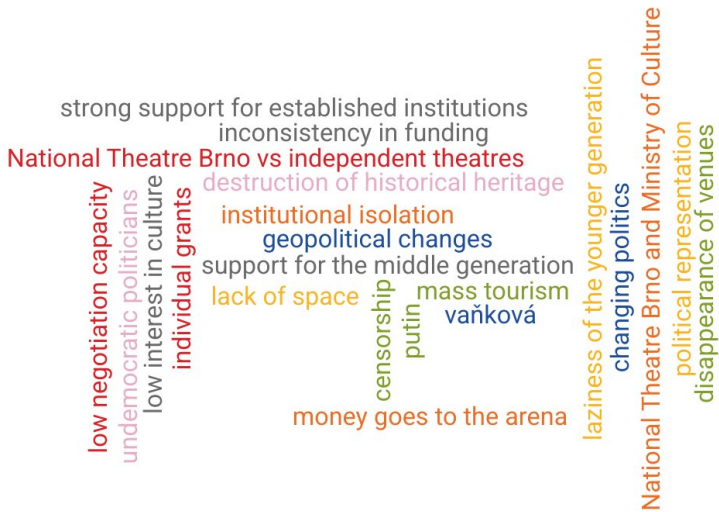 strong support for established institutions
inconsistency in funding
National Theatre Brno vs independent theatres
destruction of historical heritage
institutional isolation
geopolitical changes
support for the middle generation
lack of space
mass tourism
vaňková
censorship
putin
money goes to the arena
low negotiation capacity
undemocratic politicians
low interest in culture
individual grants
laziness of the younger generation
changing politics
National Theatre Brno and Ministry of Culture
political representation
disappearance of venues